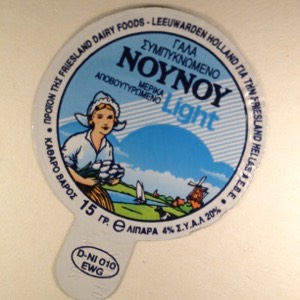 • ΠΡΟΪΟΝ ΤΗΣ FRIESLAND DAIRY FOODS - LEEUWARDEN HOLLAND ΓΙΑ ΤΗΝ FRIESLAND HELLAS Β.Ε.Β.Ε. •
ΓΑΛΑ
ΣΥΜΠΥΚΝΩΜΕΝΟ
ΝΟΥΝΟΥ
ΜΕΡΙΚΑ
ΑΠΟΒΟΥΤΥΡΩΜΕΝΟ
Light
ΚΑΘΑΡΟ ΒΑΡΟΣ 15 ΓΡ. ℮ ΛΙΠΑΡΑ 4% Σ.Υ.Α.Λ 20%
D-NI 010
EWG